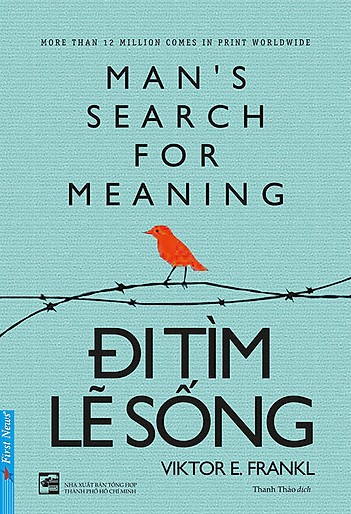 MORE THAN 12 MILLION COMES IN PRINT WORLDWIDE
MAN'S
SEARCH
FOR
MEANING
ĐI TÌM
LẼ SỐNG
VIKTOR E. FRANKL
First News
NHÀ XUẤT BẢN TỔNG HỢP
THÀNH PHỐ HỒ CHÍ MINH
Thanh Thảo dịch